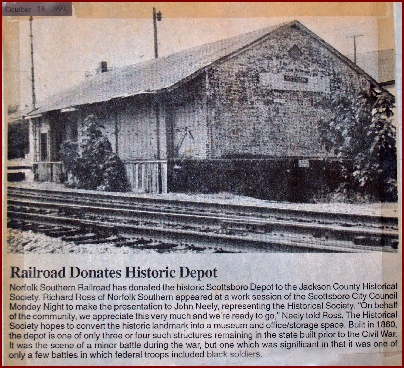 October 23, 1997
Railroad Donates Historic Depot
Norfolk Southern Railroad has donated the historic Scottsboro Depot to the Jackson County Historical
Society. Richard Ross of Norfolk Southern appeared at a work session of the Scottsboro City Council
Monday Night to make the presentation to John Neely, representing the Historical Society. "On behalf
of the community, we appreciate this very much and we're ready to go," Neely told Ross. The Historical
Society hopes to convert the historic landmark into a museum and office/storage space. Built in 1860,
the depot is one of only three or four such structures remaining in the state built prior to the Civil War.
It was the scene of a minor battle during the war, but one which was significant in that it was one of
only a few battles in which federal troops included black soldiers.